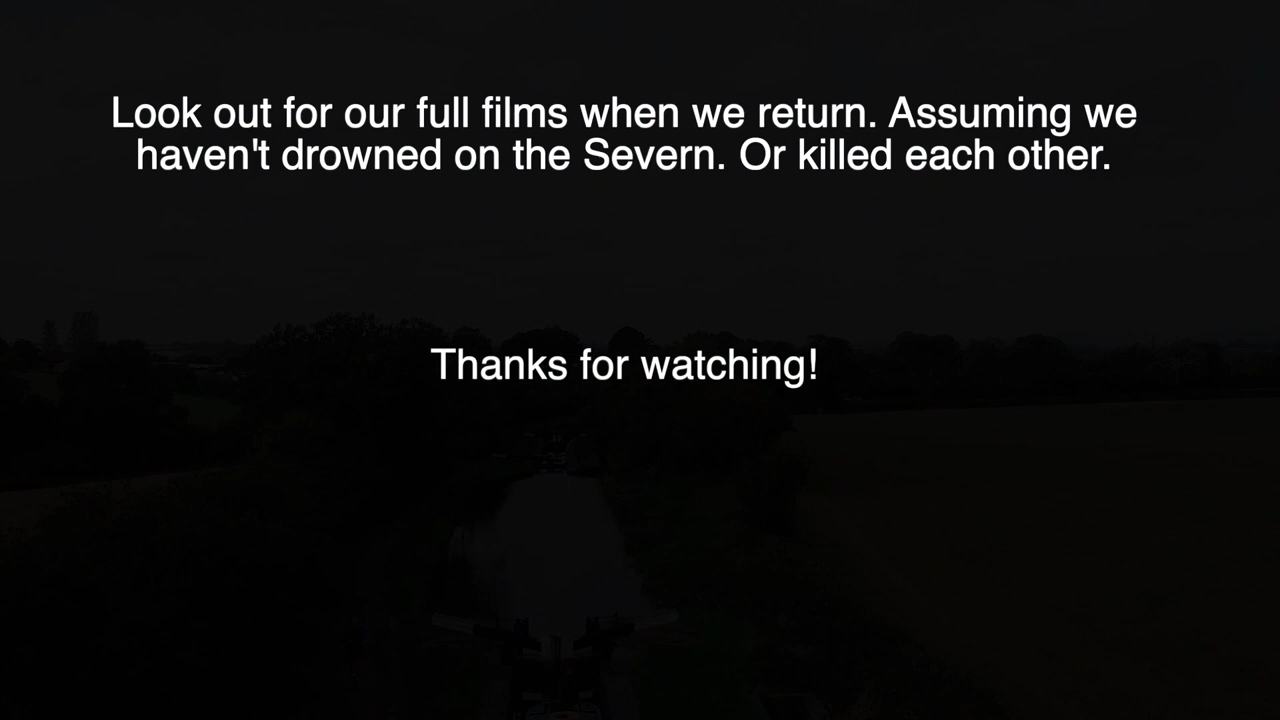 Look out for our full films when we return. Assuming we
haven't drowned on the Severn. Or killed each other.
Thanks for watching!